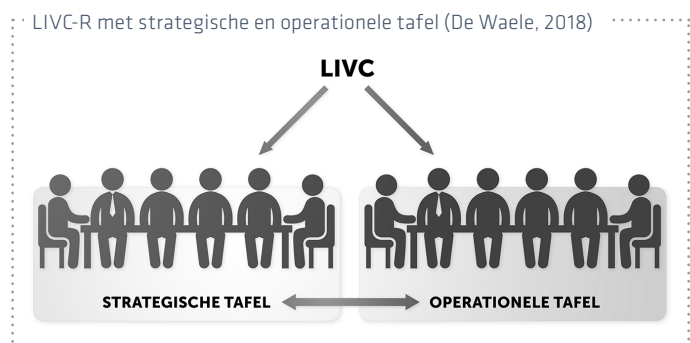 LIVC-R met strategische en operationele tafel (De Waele, 2018)
LIVC
STRATEGISCHE TAFEL
OPERATIONELE TAFEL